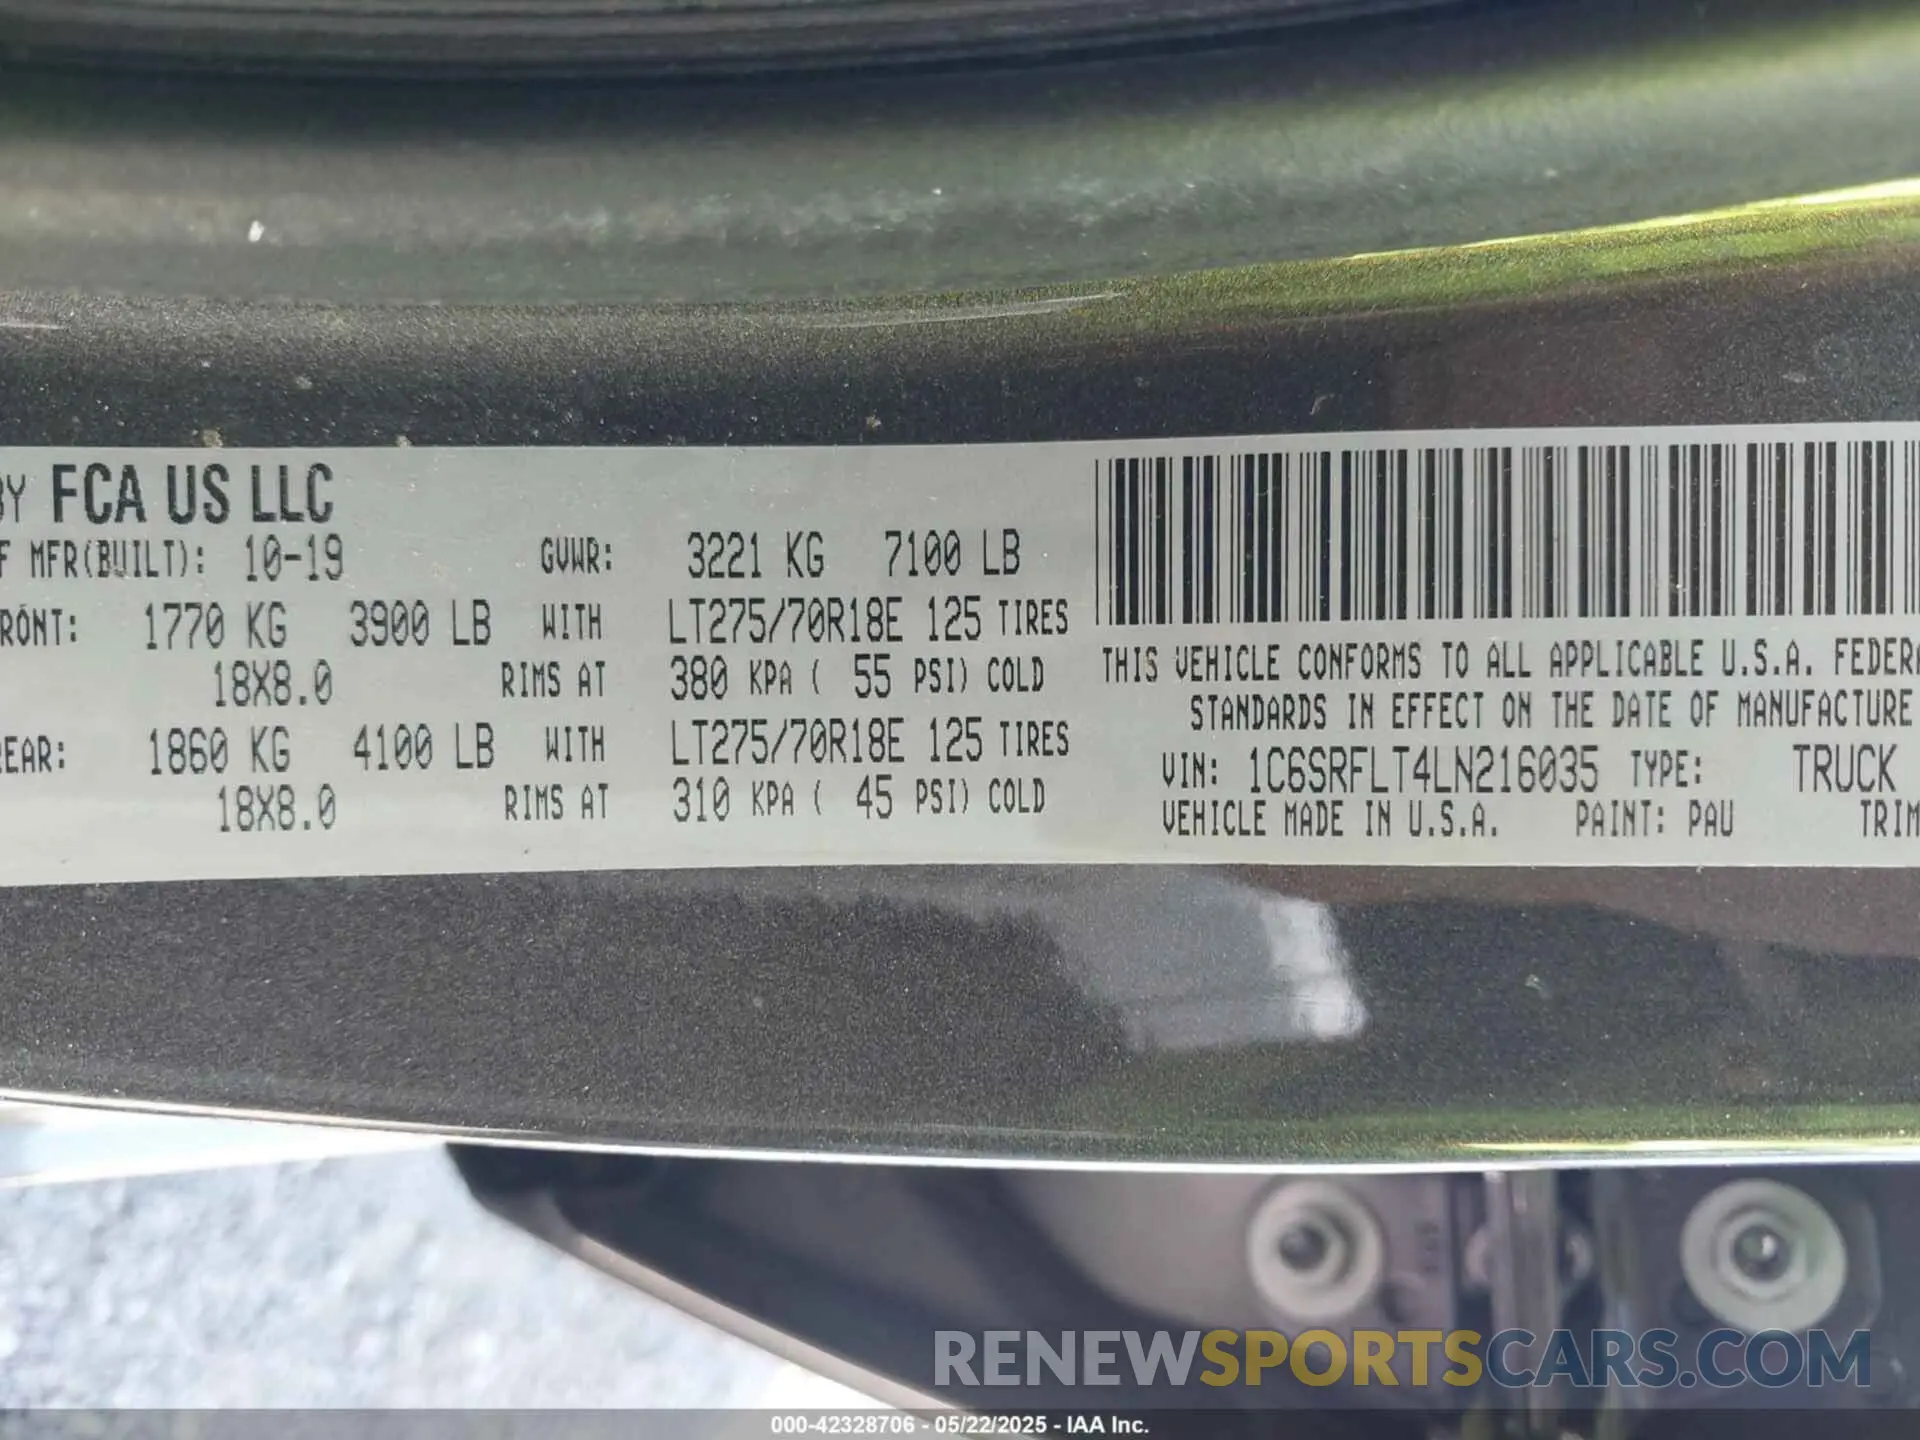 BY FCA US LLC
F MFR(BUILT): 10-19 GVWR: 3221 KG 7100 LB
RONT: 1770 KG 3900 LB WITH LT275/70R18E 125 TIRES
18X8.0 RIMS AT 380 KPA ( 55 PSI) COLD
REAR: 1860 KG 4100 LB WITH LT275/70R18E 125 TIRES
18X8.0 RIMS AT 310 KPA ( 45 PSI) COLD
THIS VEHICLE CONFORMS TO ALL APPLICABLE U.S.A. FEDERA
STANDARDS IN EFFECT ON THE DATE OF MANUFACTURE
VIN: 1C6SRFLT4LN216035 TYPE: TRUCK
VEHICLE MADE IN U.S.A. PAINT: PAU TRIM
RENEWSPORTSCARS.COM
000-42328706 - 05/22/2025 - IAA Inc.